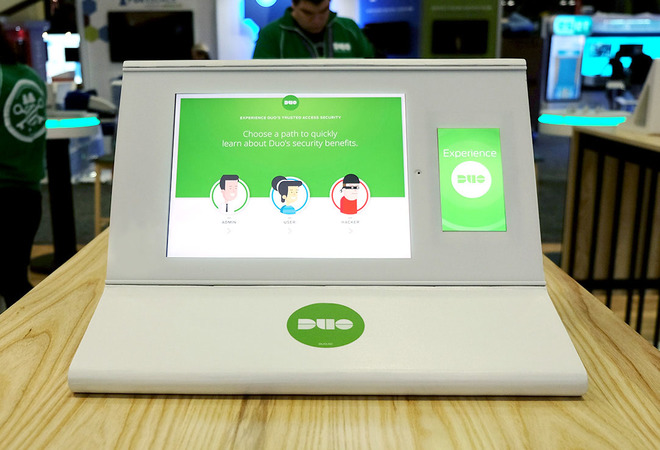 DUO
DUO
EXPERIENCE DUO'S TRUSTED ACCESS SECURITY
Choose a path to quickly
learn about Duo's security benefits.
ADMIN
USER
HACKER
Experience
DUO
DUO